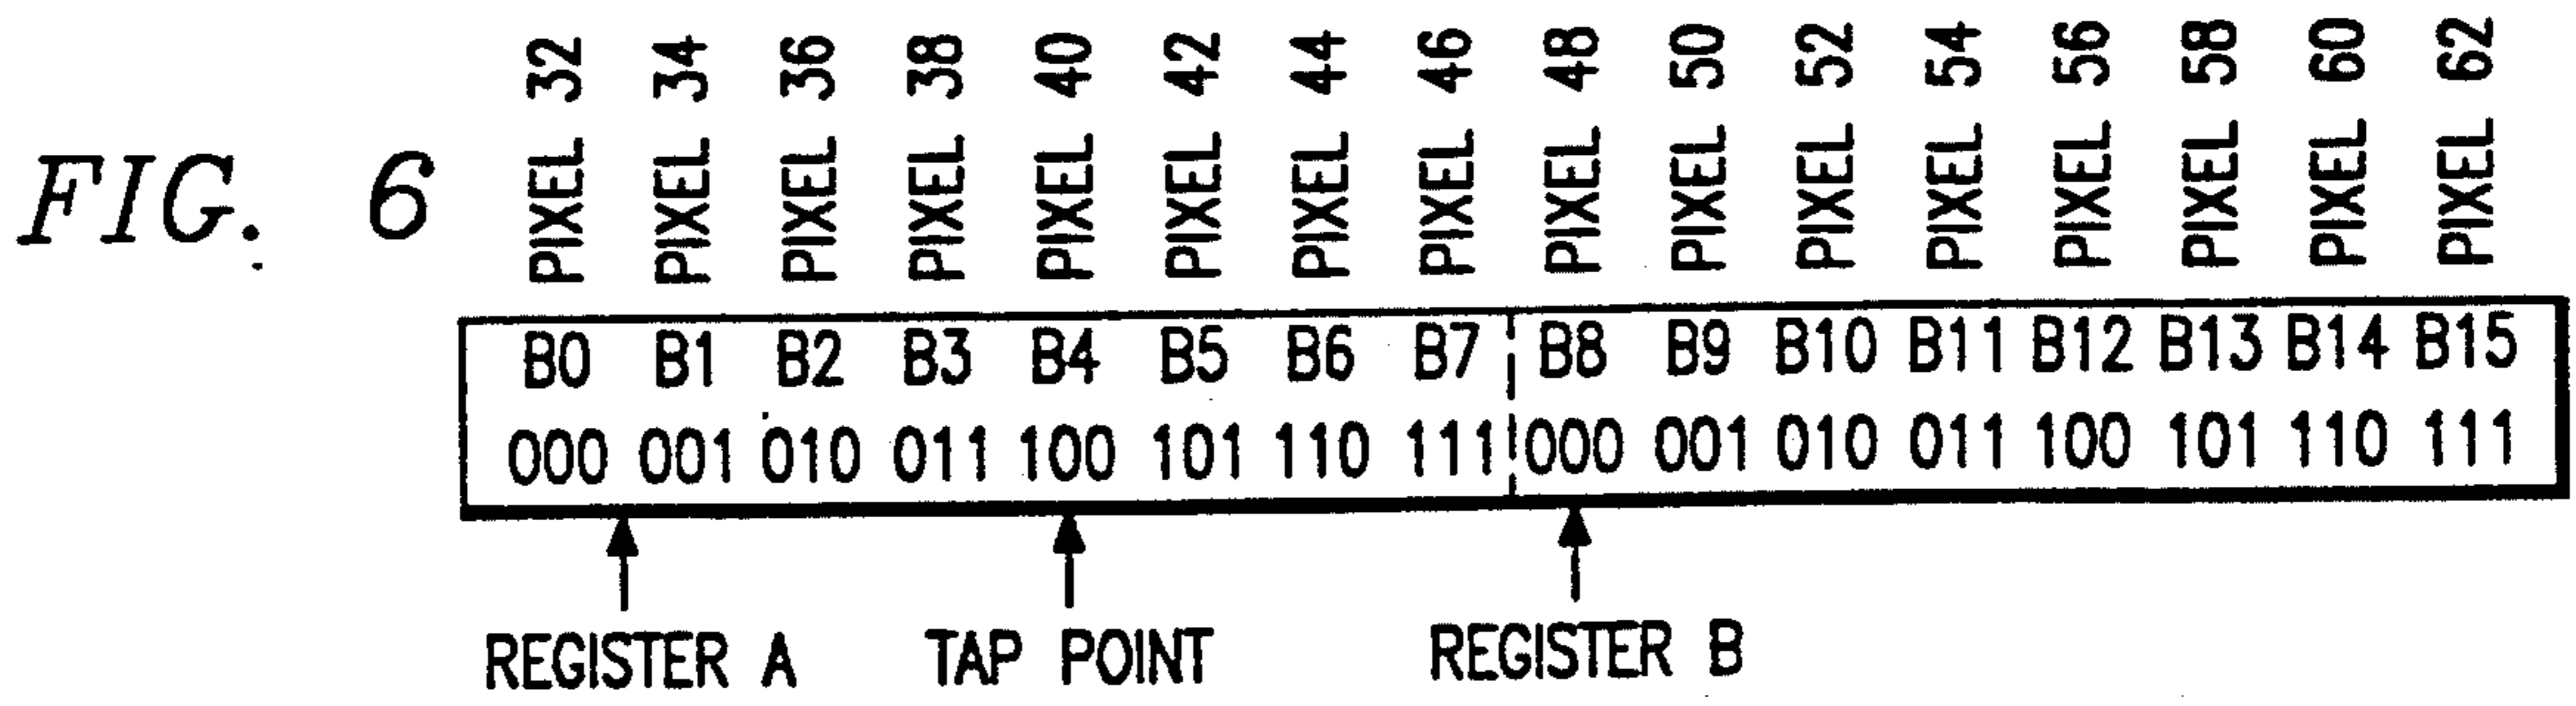 FIG. 6
PIXEL 32
PIXEL 34
PIXEL 36
PIXEL 38
PIXEL 40
PIXEL 42
PIXEL 44
PIXEL 46
PIXEL 48
PIXEL 50
PIXEL 52
PIXEL 54
PIXEL 56
PIXEL 58
PIXEL 60
PIXEL 62
B0 B1 B2 B3 B4 B5 B6 B7 B8 B9 B10 B11 B12 B13 B14 B15
000 001 010 011 100 101 110 111 000 001 010 011 100 101 110 111
REGISTER A TAP POINT REGISTER B